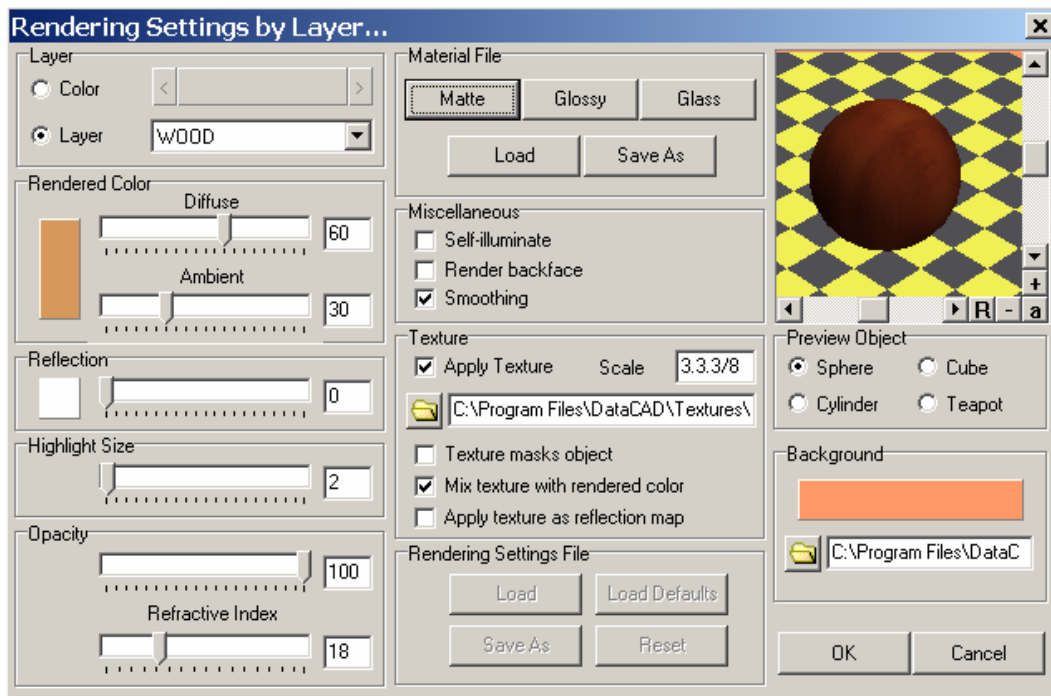 Rendering Settings by Layer...
Layer
Color
Layer
WOOD
Rendered Color
Diffuse
60
Ambient
30
Reflection
0
Highlight Size
2
Opacity
100
Refractive Index
18
Material File
Matte Glossy Glass
Load Save As
Miscellaneous
Self-illuminate
Render backface
Smoothing
Texture
Apply Texture Scale 3.3.3/8
C:\Program Files\DataCAD\Textures\
Texture masks object
Mix texture with rendered color
Apply texture as reflection map
Rendering Settings File
Load Load Defaults
Save As Reset
+
R - a
Preview Object
Sphere Cube
Cylinder Teapot
Background
C:\Program Files\DataC
OK Cancel